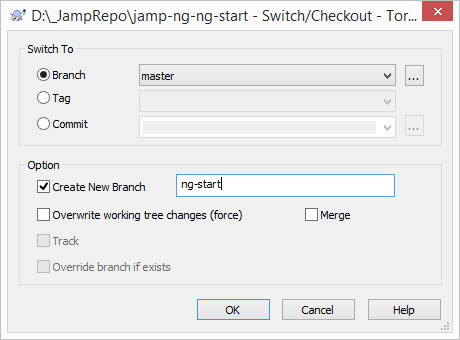 D:\_JampRepo\jamp-ng-ng-start - Switch/Checkout - Tor...
Switch To
Branch
master
...
Tag
Commit
...
Option
Create New Branch
ng-start
Overwrite working tree changes (force)
Merge
Track
Override branch if exists
OK
Cancel
Help